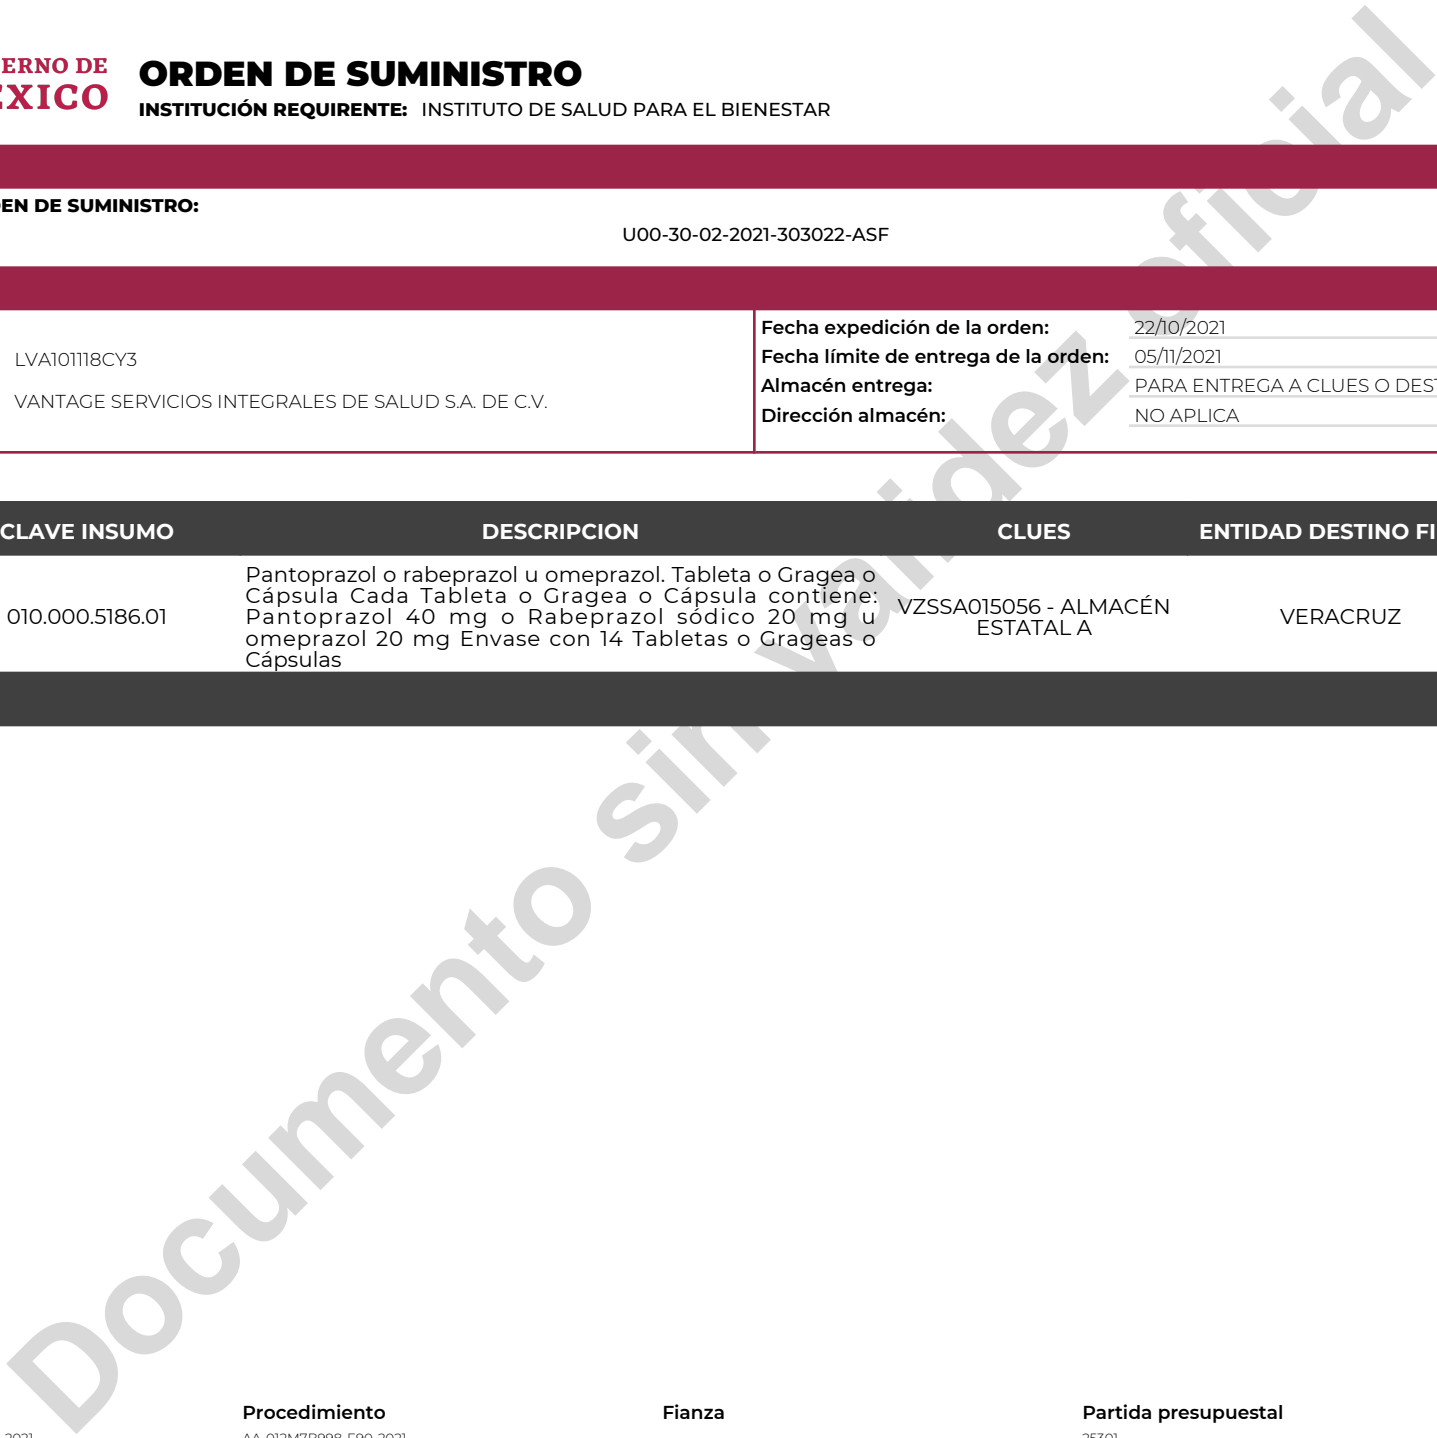 ERNO DE
EXICO
ORDEN DE SUMINISTRO
INSTITUCIÓN REQUIRENTE: INSTITUTO DE SALUD PARA EL BIENESTAR
EN DE SUMINISTRO:
U00-30-02-2021-303022-ASF
LVA101118CY3
VANTAGE SERVICIOS INTEGRALES DE SALUD S.A. DE C.V.
Fecha expedición de la orden: 22/10/2021
Fecha límite de entrega de la orden: 05/11/2021
Almacén entrega: PARA ENTREGA A CLUES O DEST
Dirección almacén: NO APLICA
CLAVE INSUMO DESCRIPCION CLUES ENTIDAD DESTINO FI
010.000.5186.01
Pantoprazol o rabeprazol u omeprazol. Tableta o Gragea o
Cápsula Cada Tableta o Gragea o Cápsula contiene:
Pantoprazol 40 mg o Rabeprazol sódico 20 mg u
omeprazol 20 mg Envase con 14 Tabletas o Grageas o
Cápsulas
VZSSA015056 - ALMACÉN
ESTATAL A
VERACRUZ
Documento sin validez oficial
Procedimiento Fianza Partida presupuestal